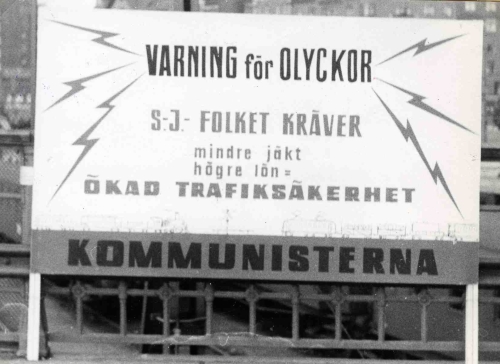 VARNING för OLYCKOR
S-J-FOLKET KRÄVER
mindre jäkt
högre lön=
ÖKAD TRAFIKSÄKERHET
KOMMUNISTERNA